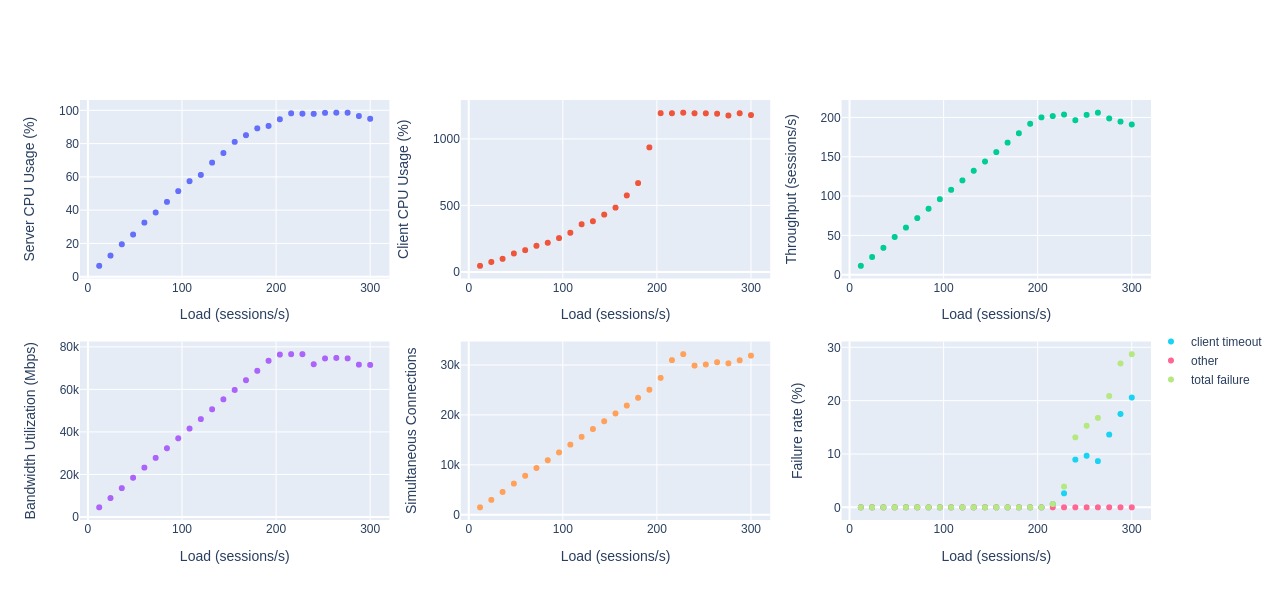 Server CPU Usage (%)
100
80
60
40
20
0
0 100 200 300
Load (sessions/s)
Client CPU Usage (%)
1000
500
0
0 100 200 300
Load (sessions/s)
Throughput (sessions/s)
200
150
100
50
0
0 100 200 300
Load (sessions/s)
Bandwidth Utilization (Mbps)
80k
60k
40k
20k
0
0 100 200 300
Load (sessions/s)
Simultaneous Connections
30k
20k
10k
0
0 100 200 300
Load (sessions/s)
Failure rate (%)
30
20
10
0
0 100 200 300
Load (sessions/s)
client timeout
other
total failure